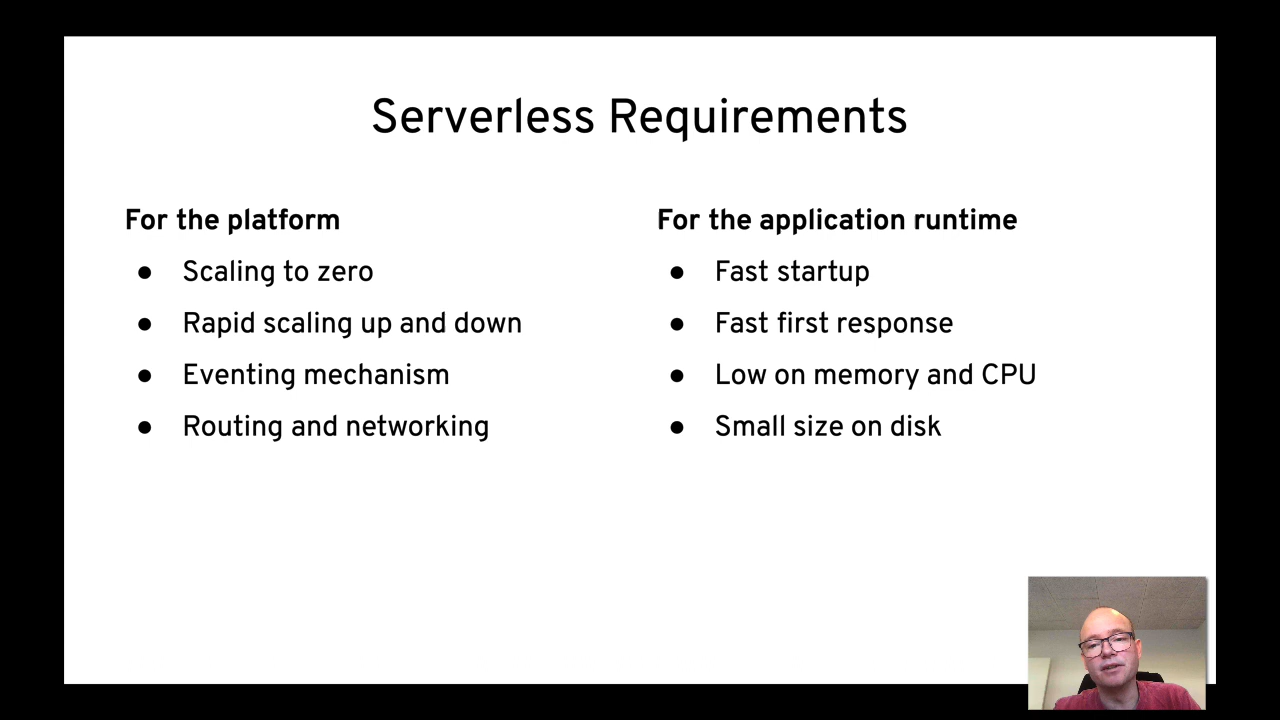 Serverless Requirements
For the platform
● Scaling to zero
● Rapid scaling up and down
● Eventing mechanism
● Routing and networking
For the application runtime
● Fast startup
● Fast first response
● Low on memory and CPU
● Small size on disk